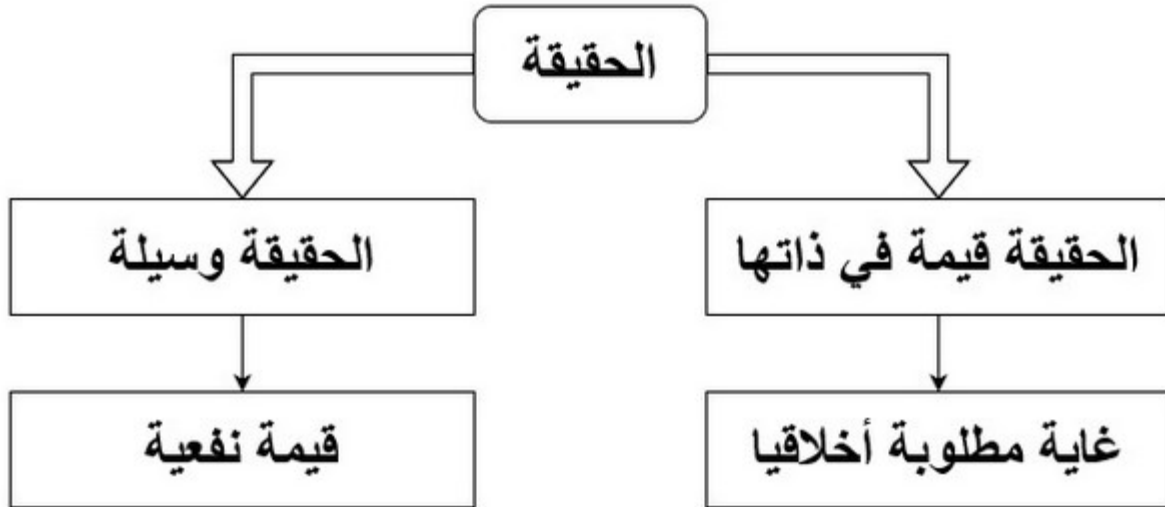 الحقيقة
الحقيقة قيمة في ذاتها
الحقيقة وسيلة
غاية مطلوبة أخلاقيا
قيمة نفعية